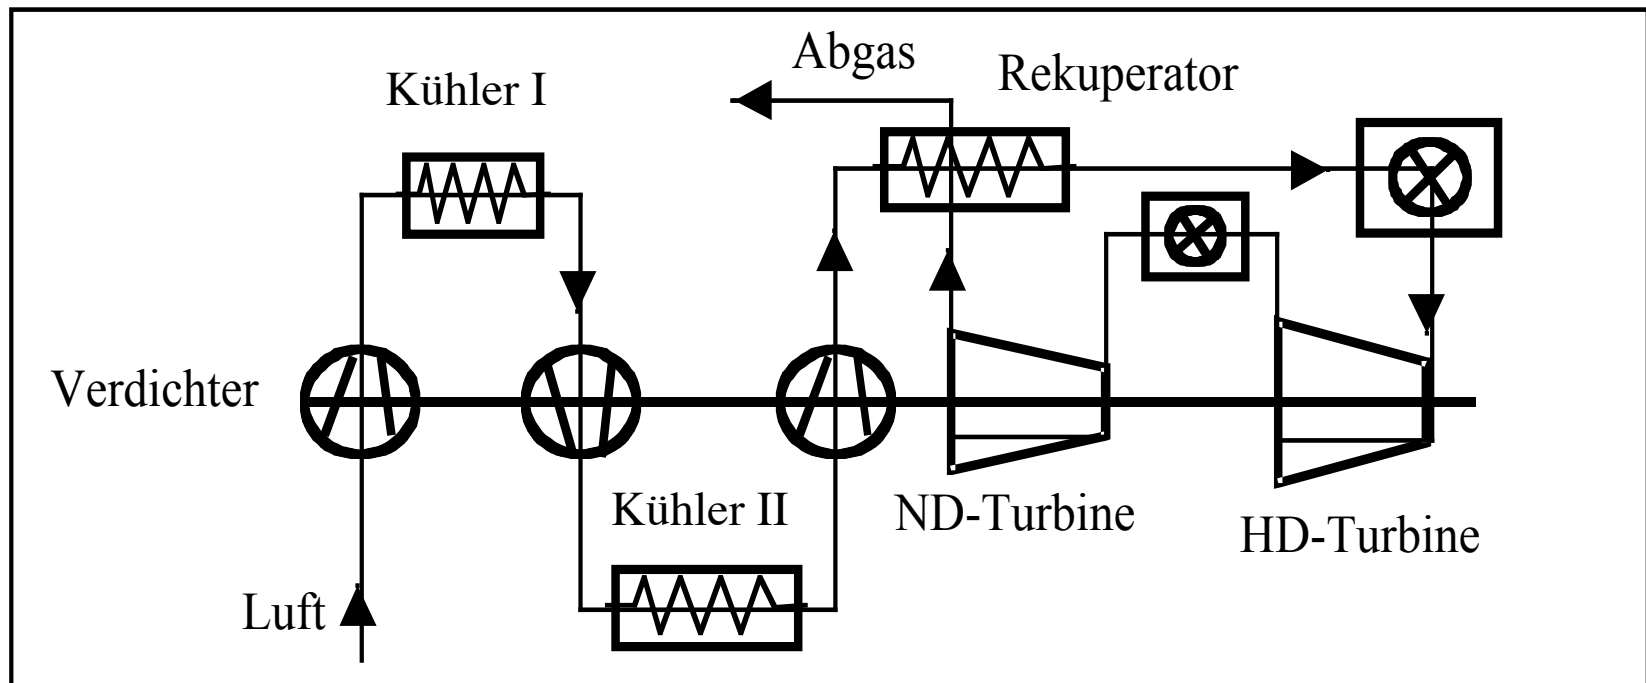 Abgas
Rekuperator
Kühler I
Verdichter
Kühler II
ND-Turbine
HD-Turbine
Luft